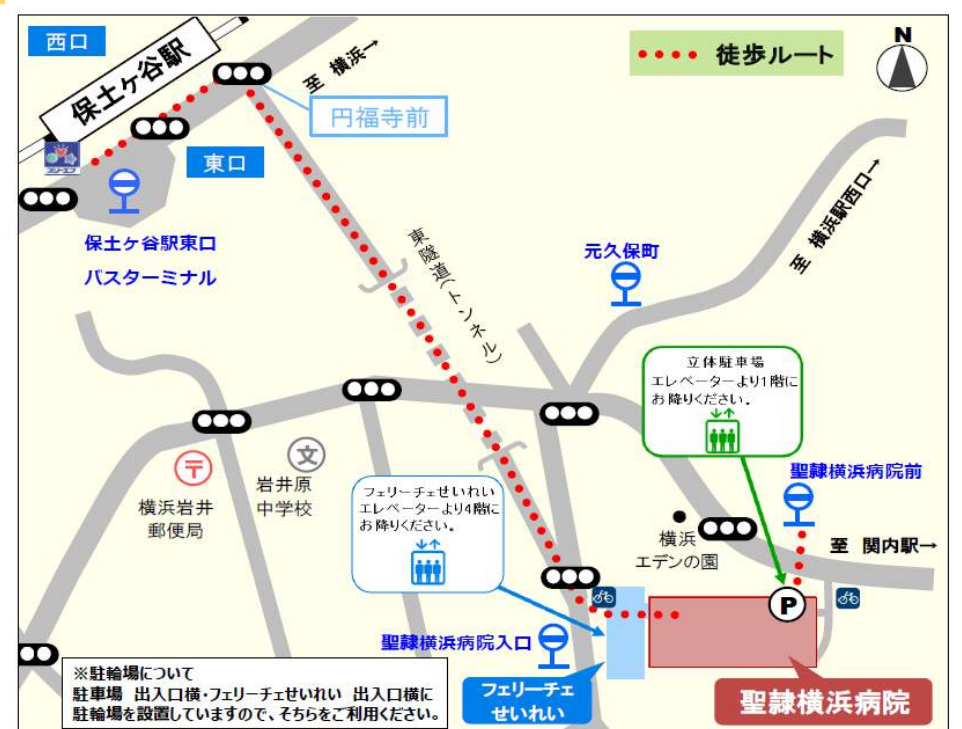 西口
保土ヶ谷駅
至 横浜→
徒歩ルート
N
円福寺前
東口
保土ヶ谷駅東口
バスターミナル
東隧道(トンネル)
元久保町
至 横浜駅西口→
立体駐車場
エレベーターより1階に
お降りください。
〒
横浜岩井
郵便局
文
岩井原
中学校
フェリーチェせいれい
エレベーターより4階に
お降りください。
聖隷横浜病院前
横浜
エデンの園
至 関内駅→
P
聖隷横浜病院入口
フェリーチェ
せいれい
聖隷横浜病院
※駐輪場について
駐車場 出入口横・フェリーチェせいれい 出入口横に
駐輪場を設置していますので、そちらをご利用ください。